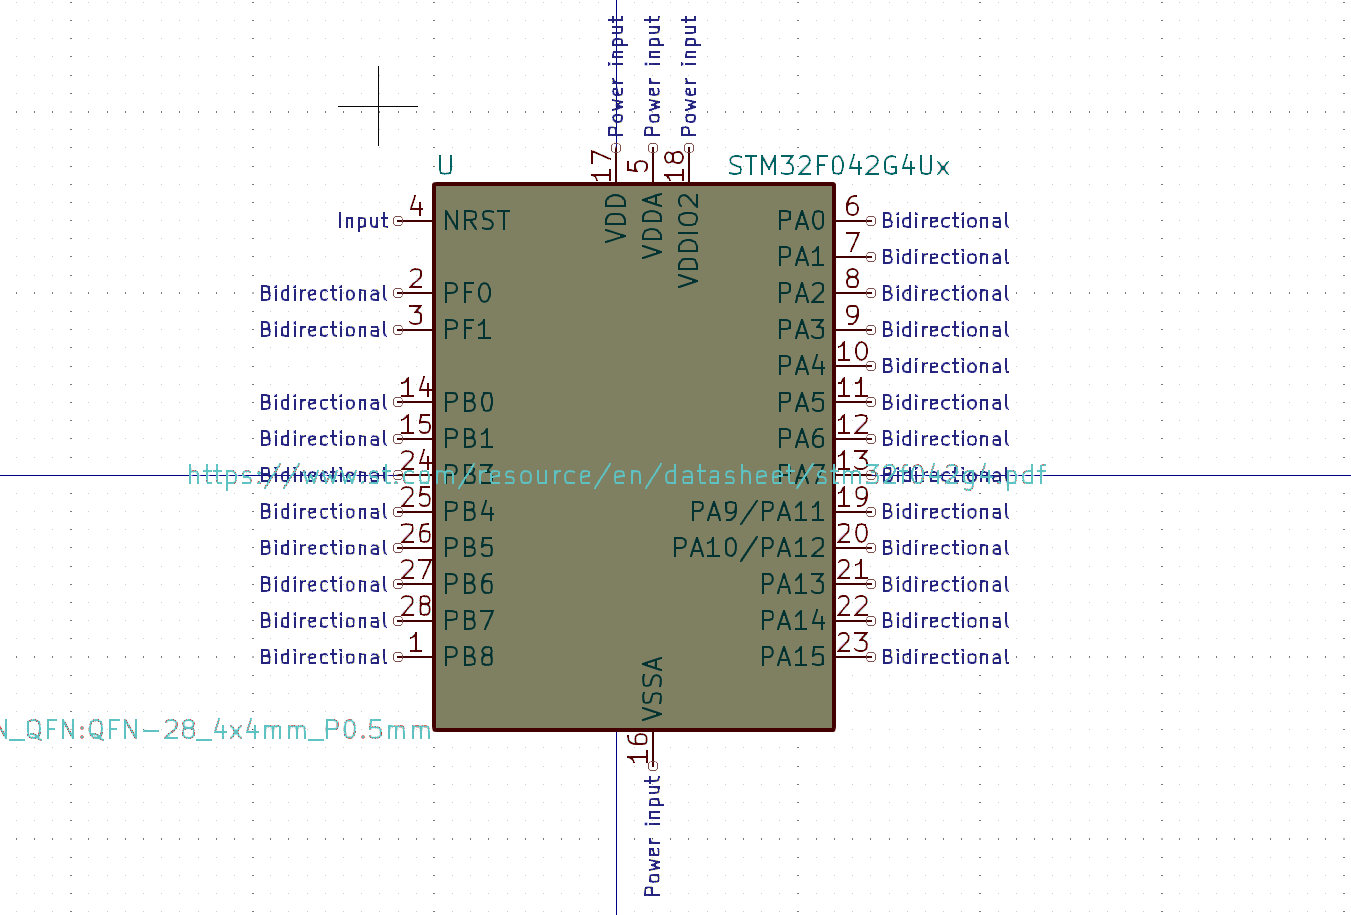 Power input Power input Power input
17 5 18
U STM32F042G4Ux
VDD VDDA VDDIO2
Input 4 NRST PA0 6 Bidirectional
PA1 7 Bidirectional
Bidirectional 2 PF0 PA2 8 Bidirectional
Bidirectional 3 PF1 PA3 9 Bidirectional
PA4 10 Bidirectional
Bidirectional 14 PB0 PA5 11 Bidirectional
Bidirectional 15 PB1 PA6 12 Bidirectional
Bidirectional 24 PB3 PA7 13 Bidirectional
https://www.st.com/resource/en/datasheet/stm32f042g4.pdf
Bidirectional 25 PB4 PA9/PA11 19 Bidirectional
Bidirectional 26 PB5 PA10/PA12 20 Bidirectional
Bidirectional 27 PB6 PA13 21 Bidirectional
Bidirectional 28 PB7 PA14 22 Bidirectional
Bidirectional 1 PB8 PA15 23 Bidirectional
VSSA
N_QFN:QFN-28_4x4mm_P0.5mm
16
Power input